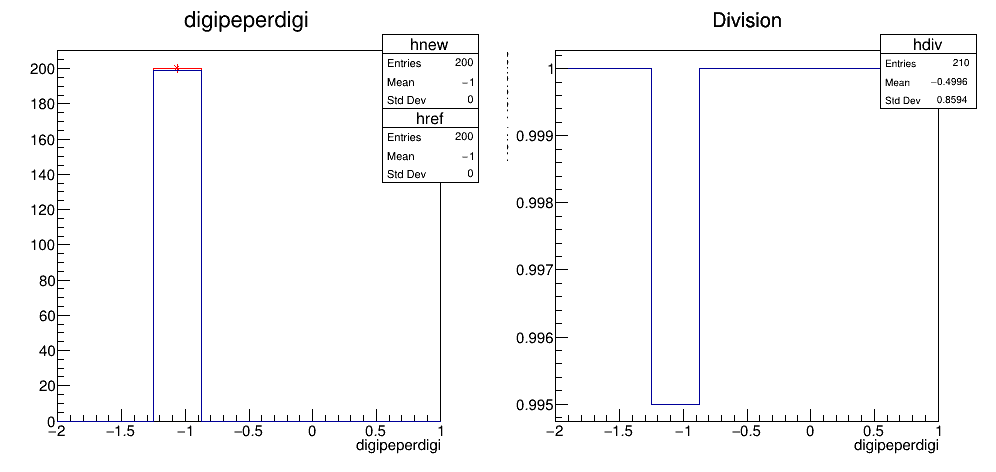 digipeperdigi
hnew
Entries 200
Mean −1
Std Dev 0
href
Entries 200
Mean −1
Std Dev 0
200
180
160
140
120
100
80
60
40
20
0
−2 −1.5 −1 −0.5 0 0.5 1
digipeperdigi
Division
hdiv
Entries 210
Mean −0.4996
Std Dev 0.8594
1
0.999
0.998
0.997
0.996
0.995
−2 −1.5 −1 −0.5 0 0.5 1
digipeperdigi